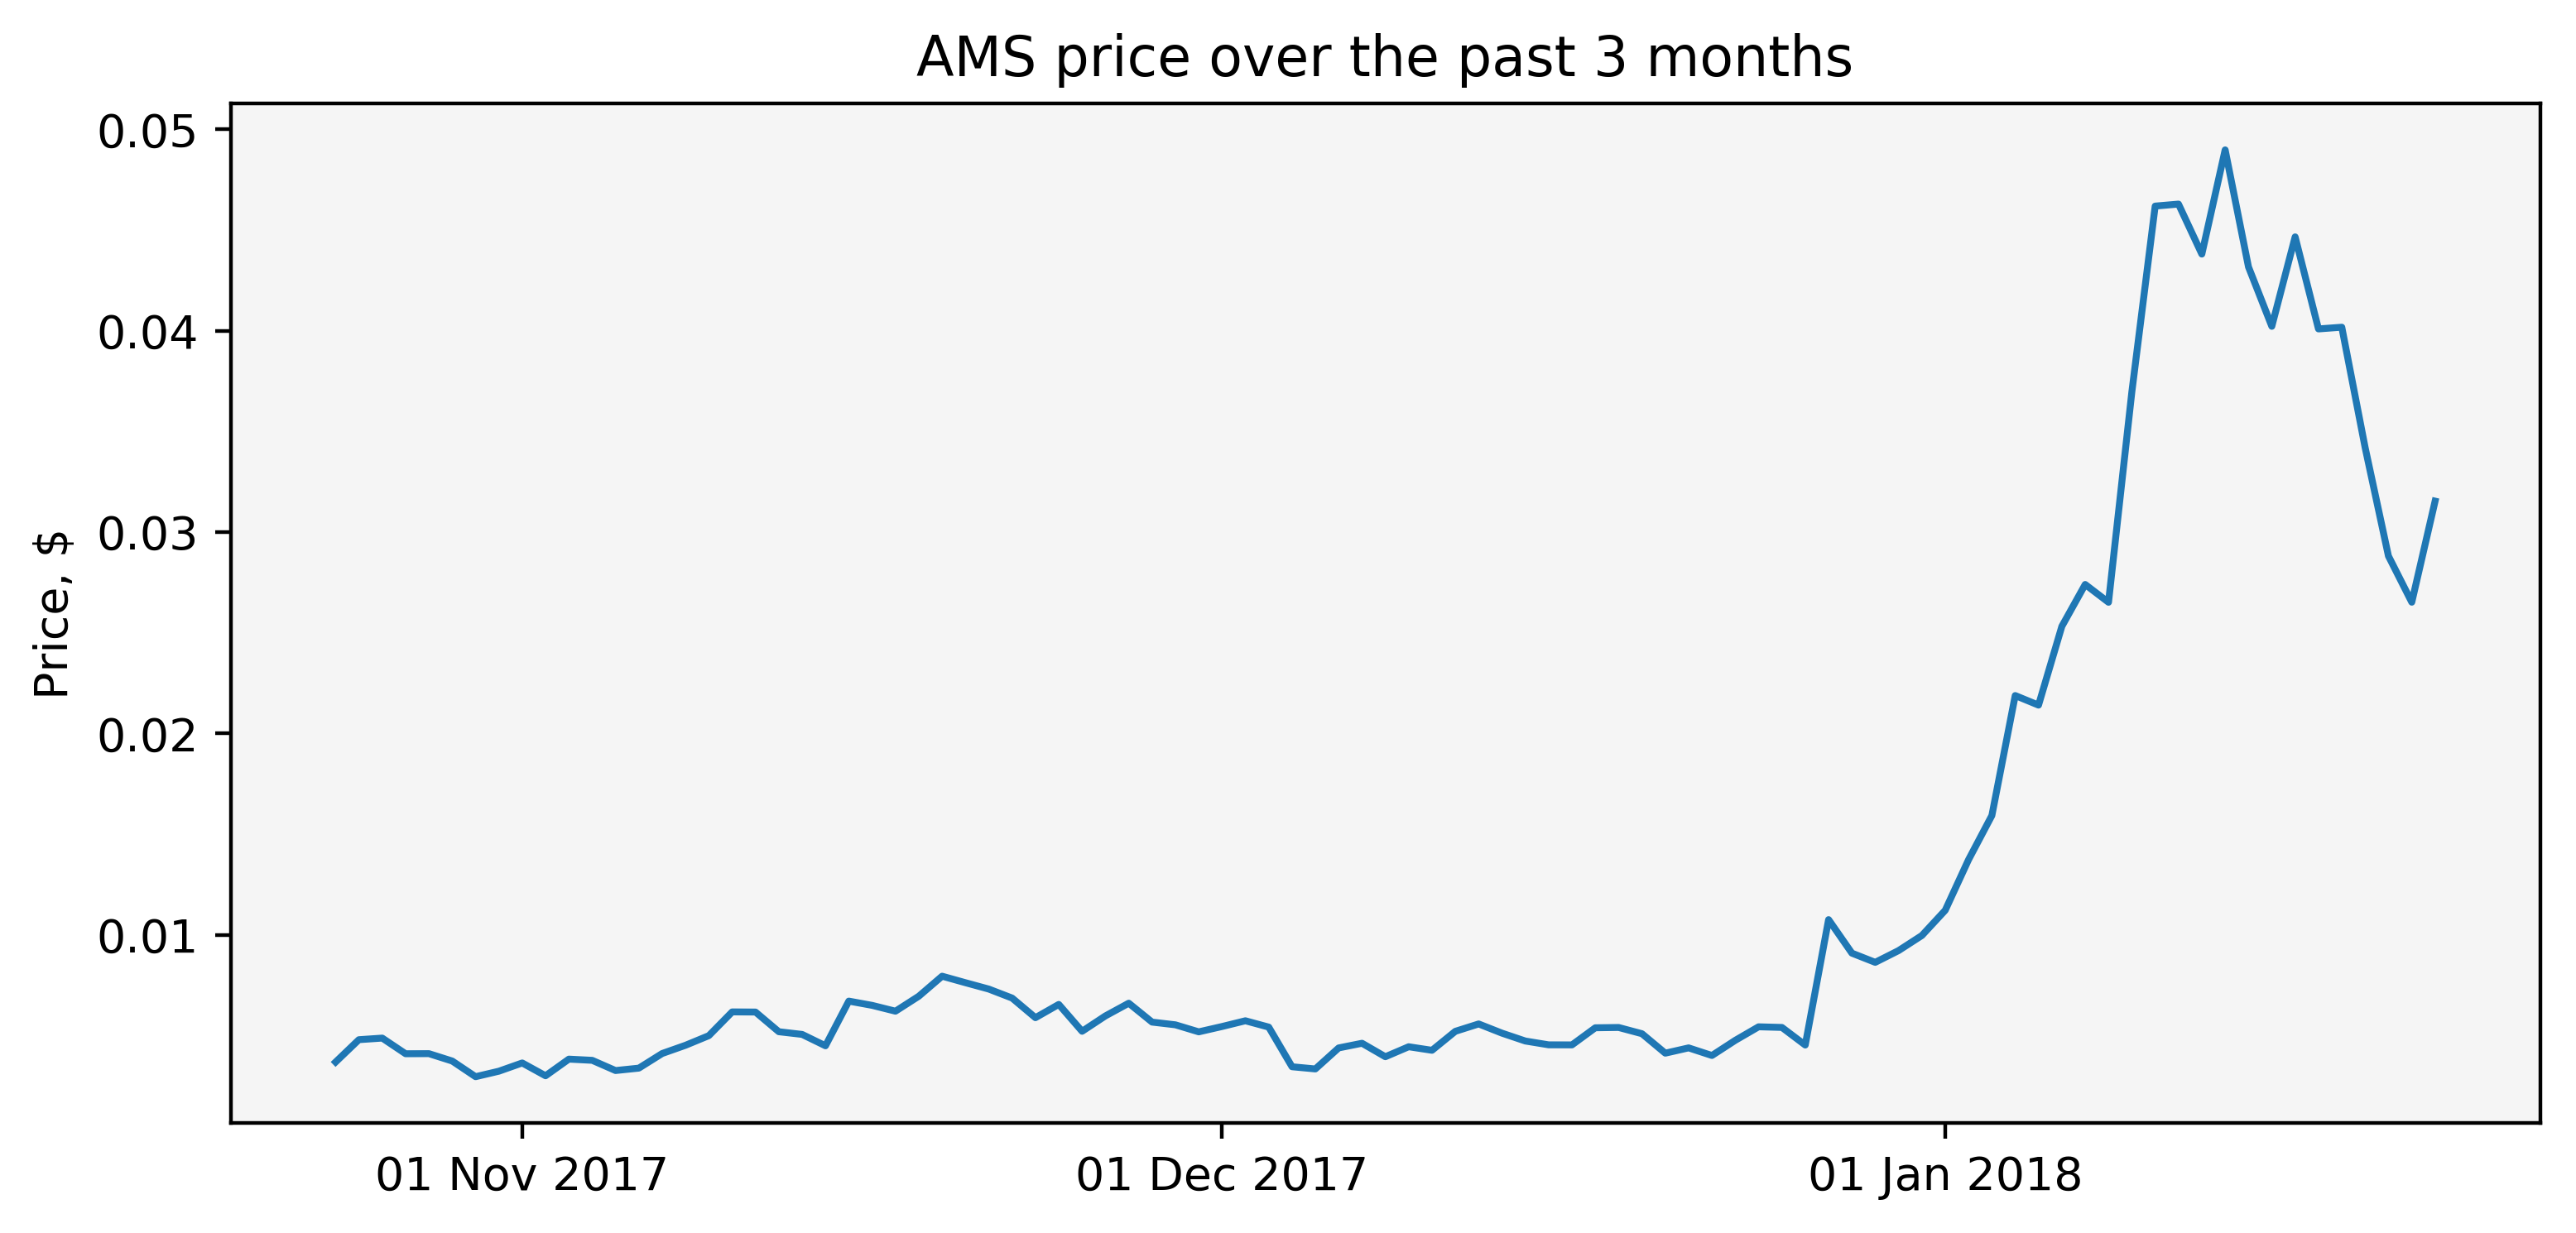 AMS price over the past 3 months
0.05
0.04
0.03
0.02
0.01
Price, $
01 Nov 2017
01 Dec 2017
01 Jan 2018